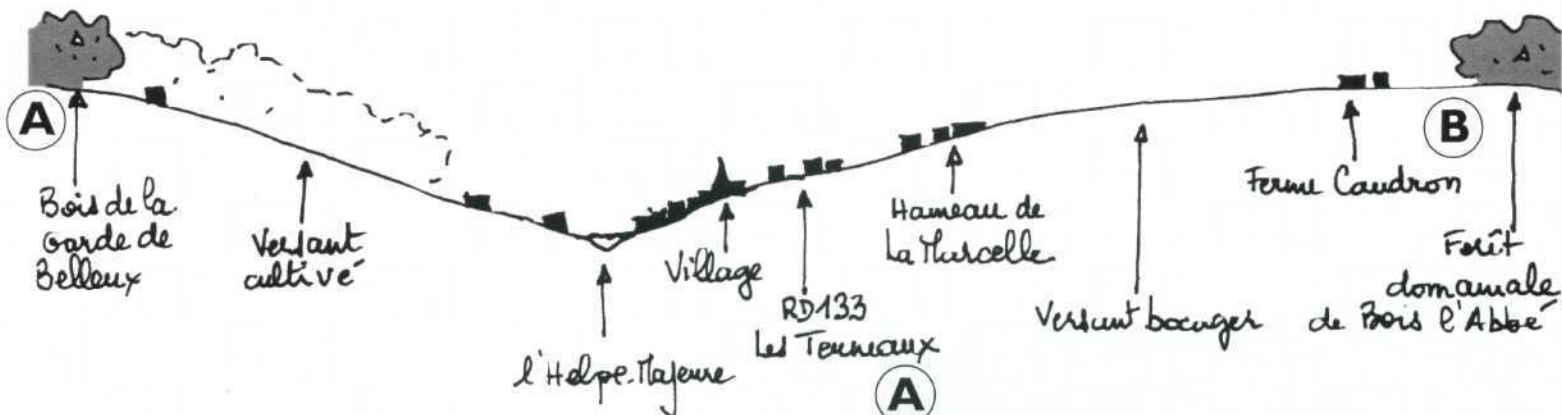 A
Bois de la
Garde de
Belleux
Versant
cultivé
l'Helpe-Majeure
Village
RD133
Les Terneaux
A
Hameau de
La Murcelle
Versant bocager
Ferme Caudron
B
Forêt
domaniale
de Bois l'Abbé